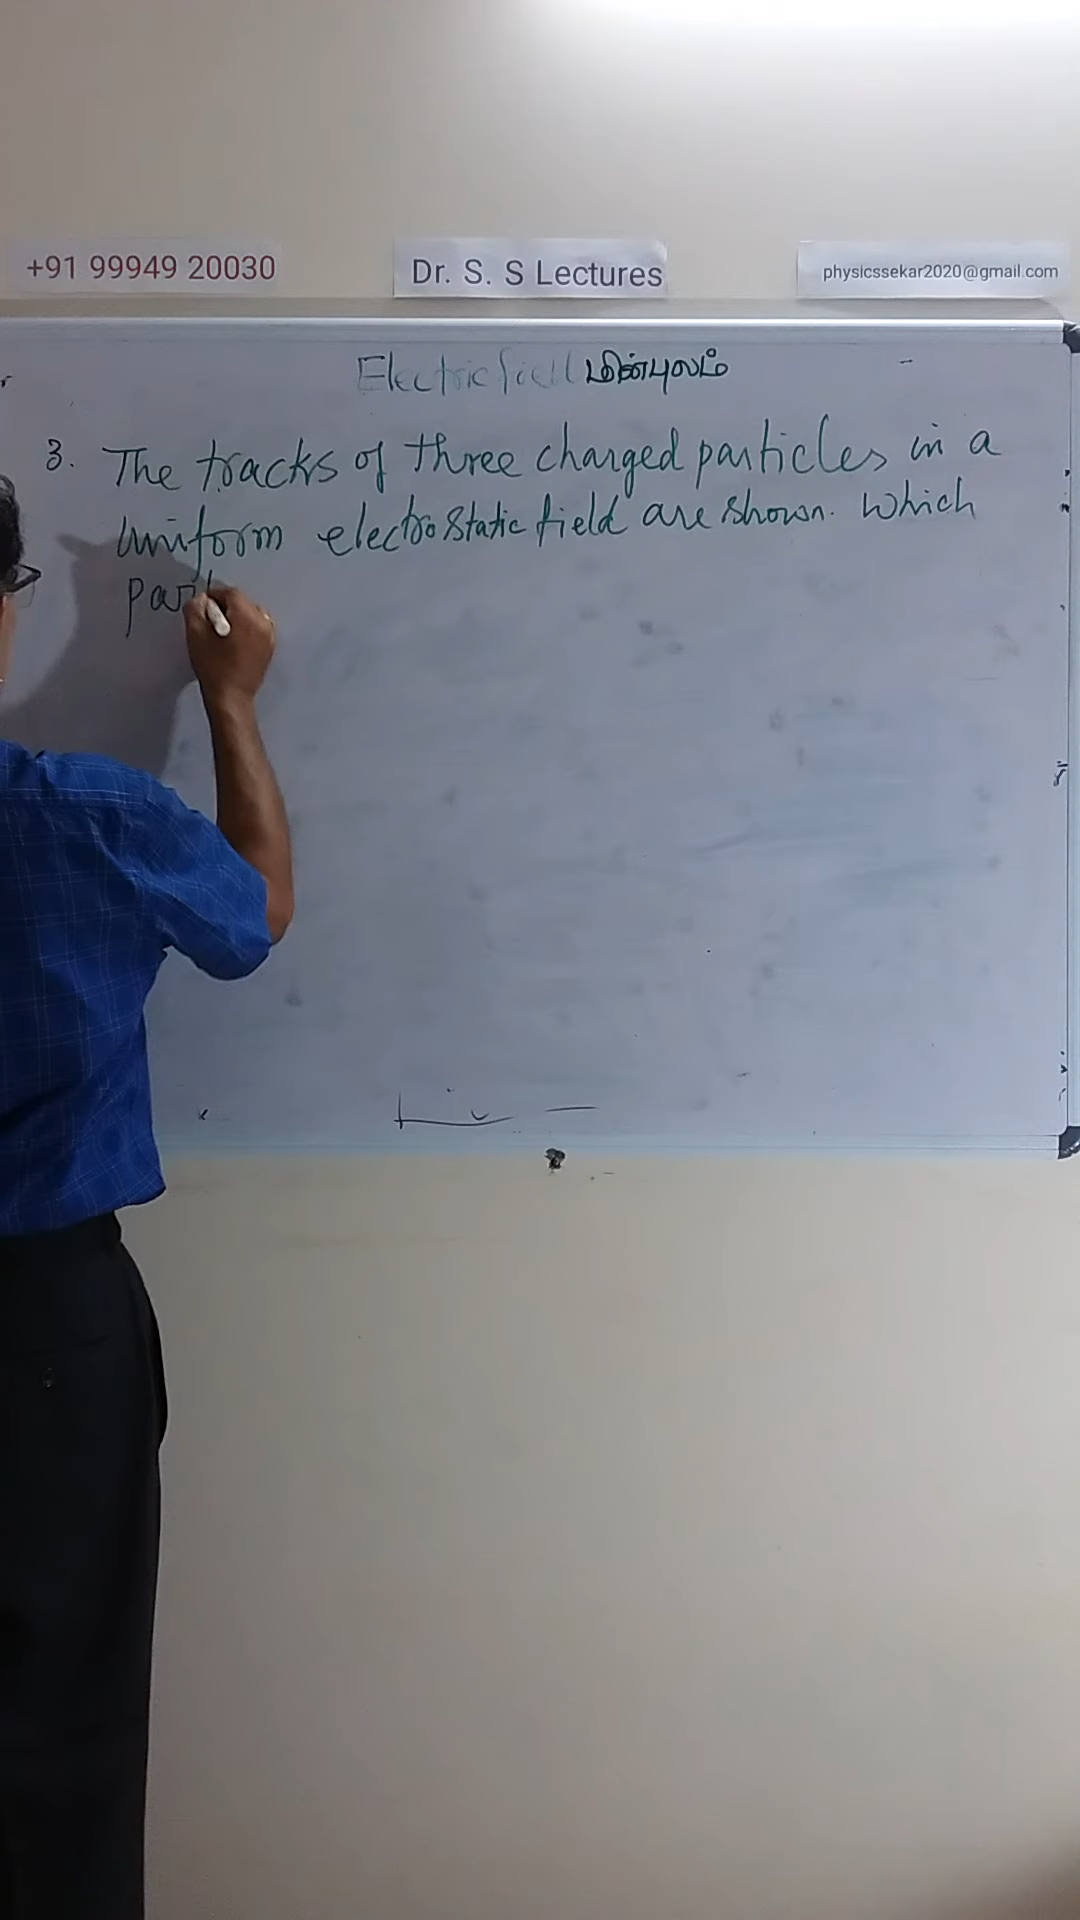 +91 99949 20030
Dr. S. S Lectures
physicssekar2020@gmail.com
Electric field மின்புலம்
3. The tracks of three charged particles in a
uniform electrostatic field are shown. Which